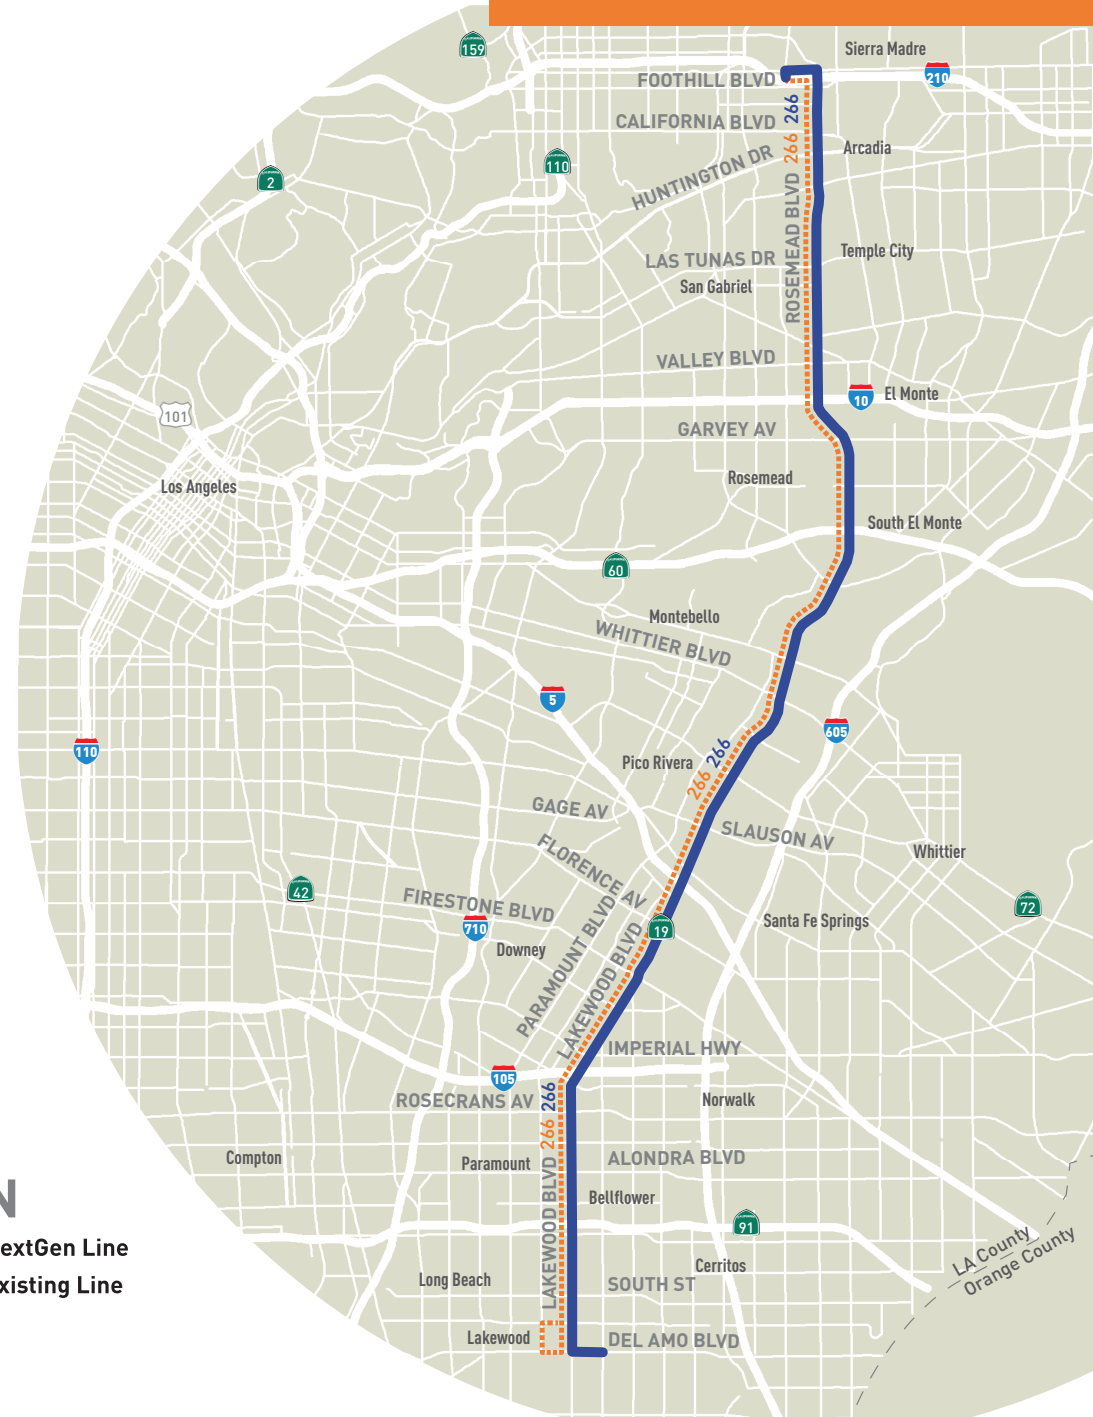 159
Sierra Madre
210
FOOTHILL BLVD
266
266
CALIFORNIA BLVD
Arcadia
110
HUNTINGTON DR
2
ROSEMEAD BLVD
LAS TUNAS DR
Temple City
San Gabriel
VALLEY BLVD
10
El Monte
101
GARVEY AV
Rosemead
Los Angeles
South El Monte
60
Montebello
WHITTIER BLVD
5
605
110
Pico Rivera
266
266
GAGE AV
SLAUSON AV
FLORENCE AV
Whittier
42
FIRESTONE BLVD
72
710
19
Santa Fe Springs
Downey
PARAMOUNT BLVD
LAKEWOOD BLVD
IMPERIAL HWY
105
266
266
ROSECRANS AV
Norwalk
Compton
Paramount
ALONDRA BLVD
Bellflower
N
91
LAKEWOOD BLVD
LA County
Orange County
extGen Line
Cerritos
xisting Line
Long Beach
SOUTH ST
Lakewood
DEL AMO BLVD